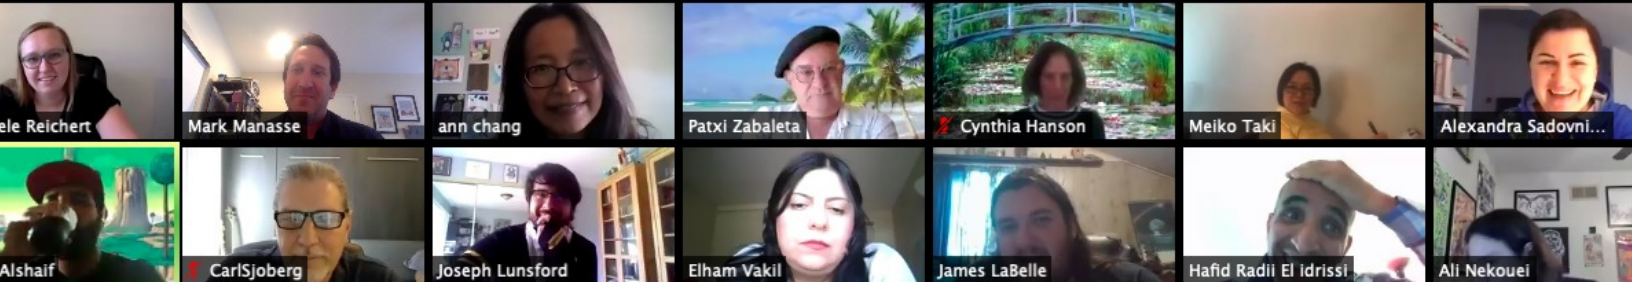 ele Reichert
Mark Manasse
ann chang
Patxi Zabaleta
Cynthia Hanson
Meiko Taki
Alexandra Sadovni...
Alshaif
CarlSjoberg
Joseph Lunsford
Elham Vakil
James LaBelle
Hafid Radii El idrissi
Ali Nekouei